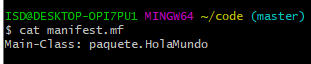 ISD@DESKTOP-OPI7PU1 MINGW64 ~/code (master)
$ cat manifest.mf
Main-Class: paquete.HolaMundo